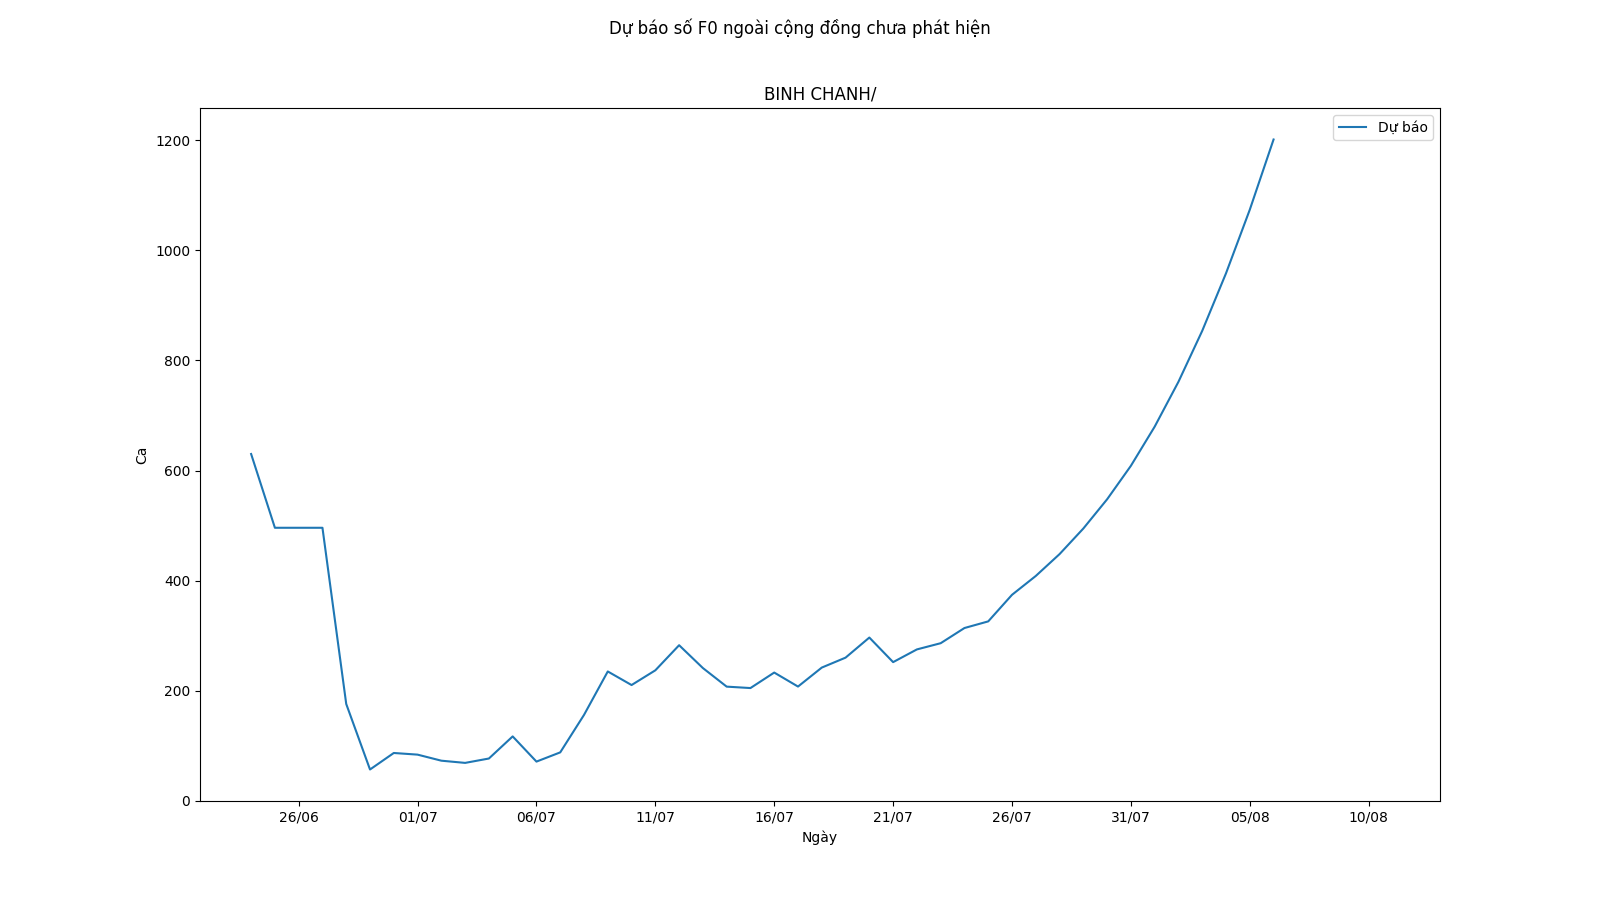 Dự báo số F0 ngoài cộng đồng chưa phát hiện
BINH CHANH/
Dự báo
1200
1000
800
600
400
200
0
Ca
26/06 01/07 06/07 11/07 16/07 21/07 26/07 31/07 05/08 10/08
Ngày